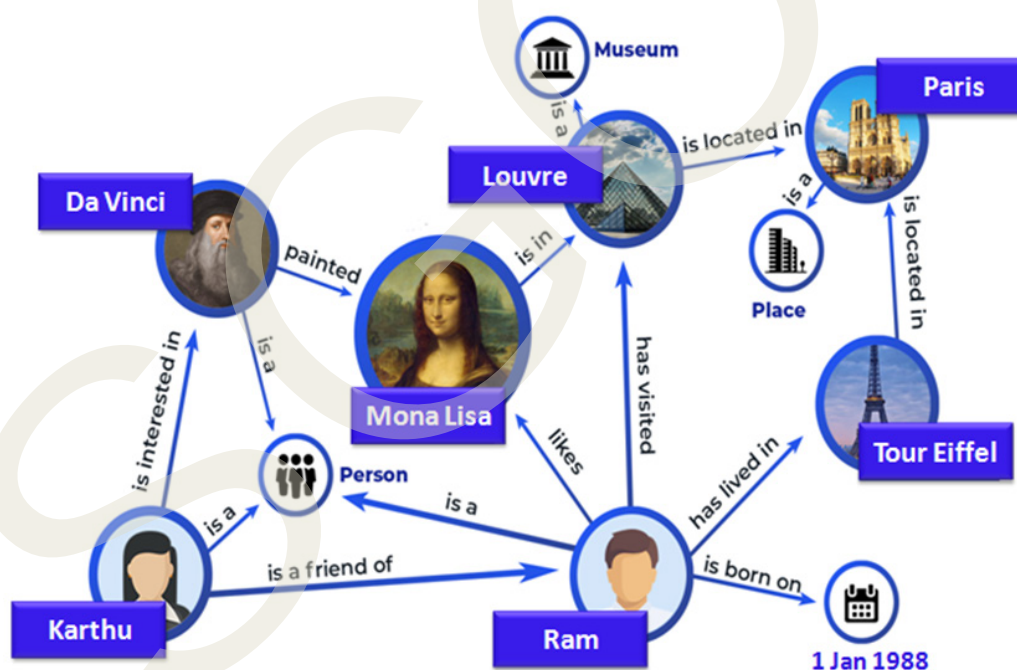 Museum
Paris
is a
is located in
Louvre
Da Vinci
is a
is located in
painted
is in
Place
is interested in
is a
has visited
Mona Lisa
likes
Tour Eiffel
Person
has lived in
is a
is a
is a friend of
is born on
Karthu
Ram
1 Jan 1988